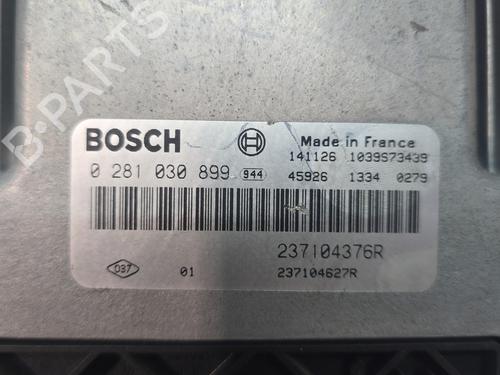 BOSCH
Made in France
141126 1039S73439
0 281 030 899 944
45926 1334 0279
237104376R
037 01 237104627R
B-PARTS